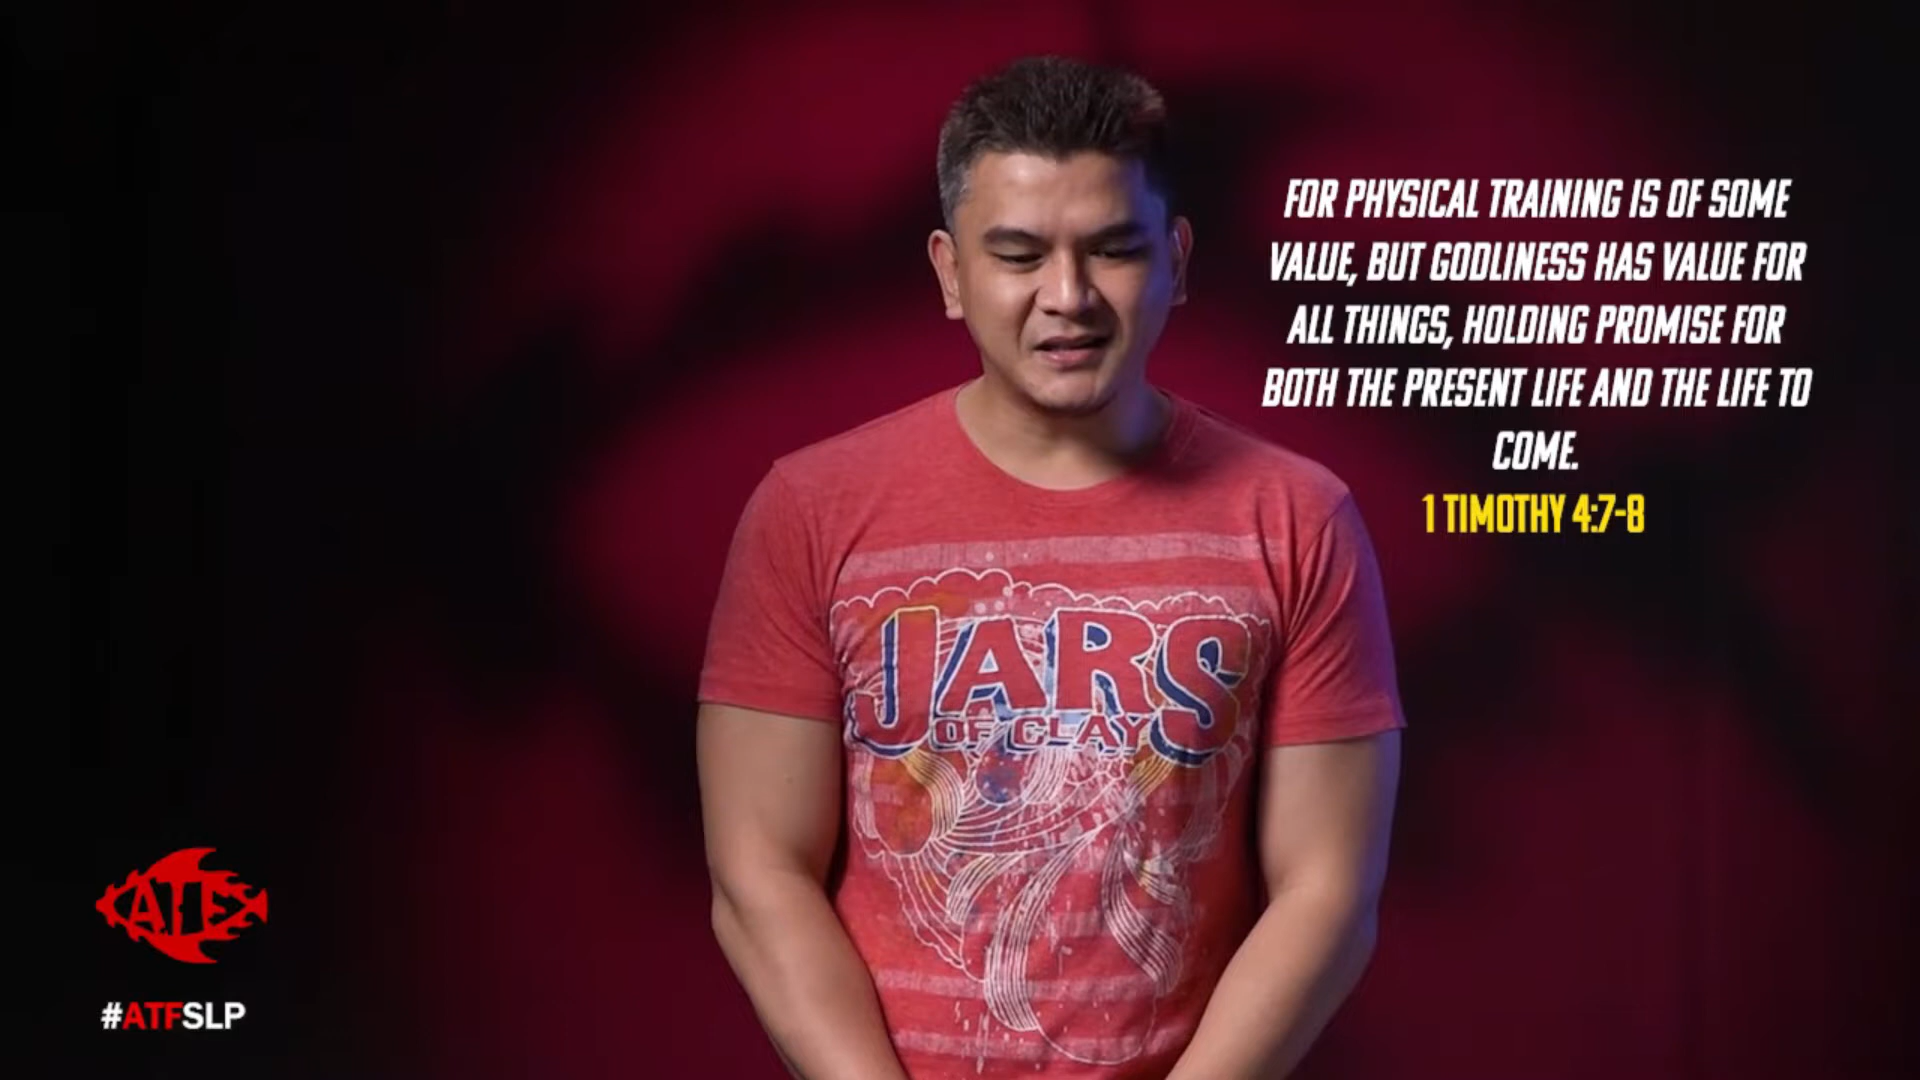 FOR PHYSICAL TRAINING IS OF SOME
VALUE, BUT GODLINESS HAS VALUE FOR
ALL THINGS, HOLDING PROMISE FOR
BOTH THE PRESENT LIFE AND THE LIFE TO
COME.
1 TIMOTHY 4:7-8
JARS
OF CLAY
ATF
#ATFSLP